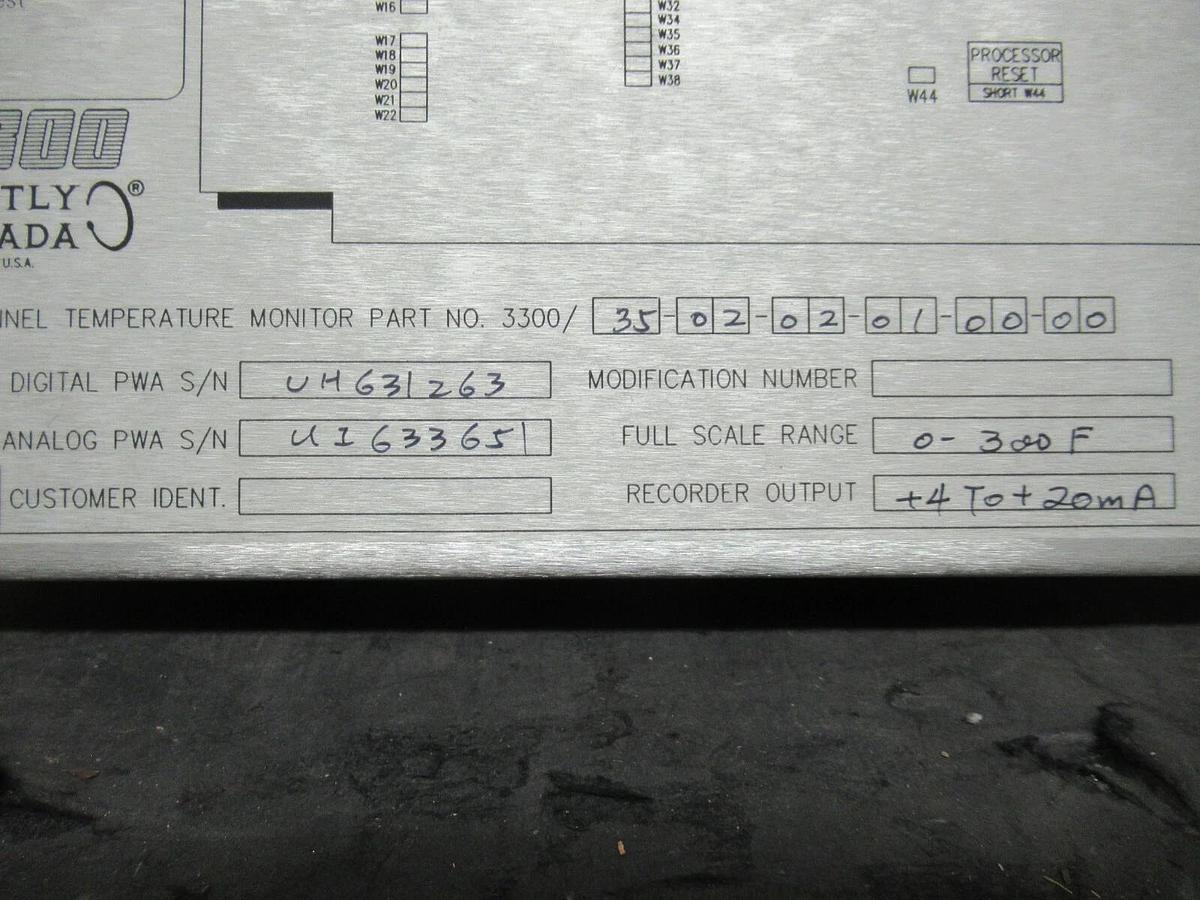 W16
W17
W18
W19
W20
W21
W22
W32
W34
W35
W36
W37
W38
W44
PROCESSOR
RESET
SHORT W44
300
TLY
ADA
®
U.S.A.
NEL TEMPERATURE MONITOR PART NO. 3300/ 35-02-02-01-00-00
DIGITAL PWA S/N UH631263
MODIFICATION NUMBER
ANALOG PWA S/N UI633651
FULL SCALE RANGE 0-300 F
CUSTOMER IDENT.
RECORDER OUTPUT +4 To +20mA